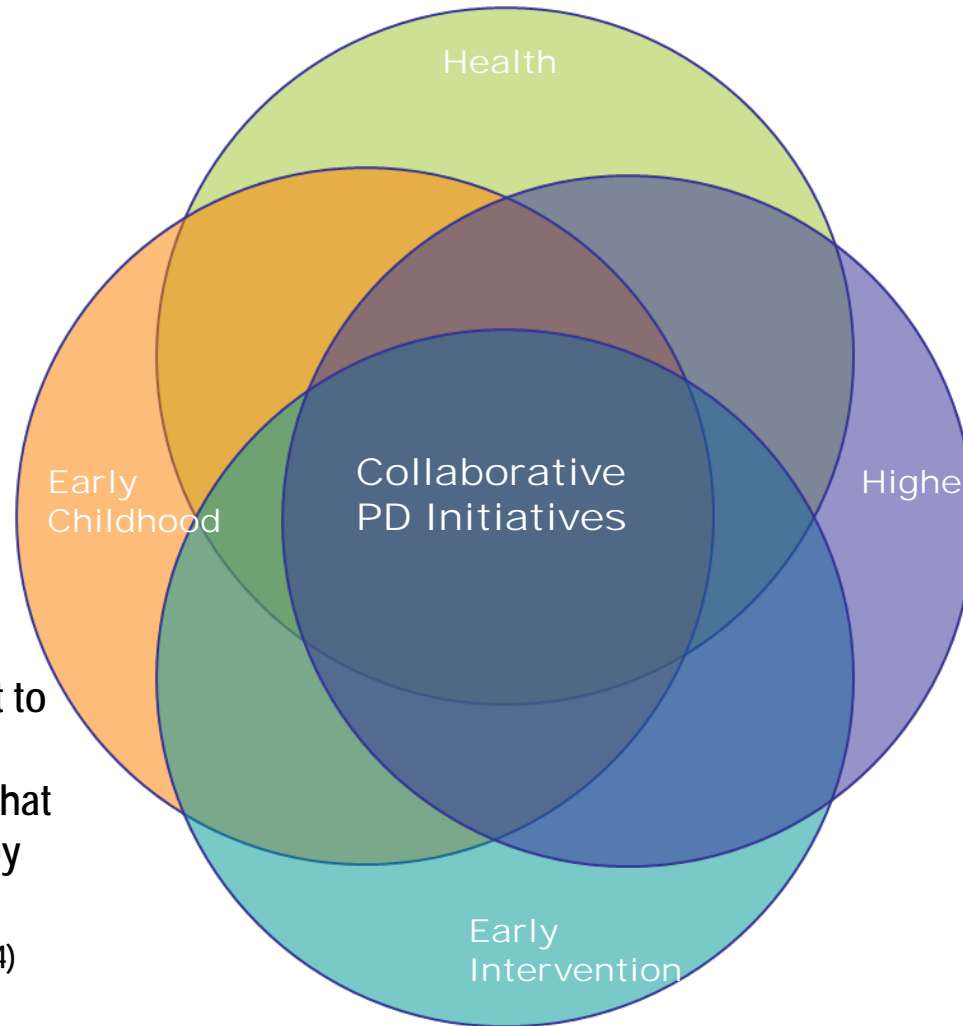 Health
Early
Childhood
Collaborative
PD Initiatives
Highe
t to
hat
y
Early
Intervention
4)